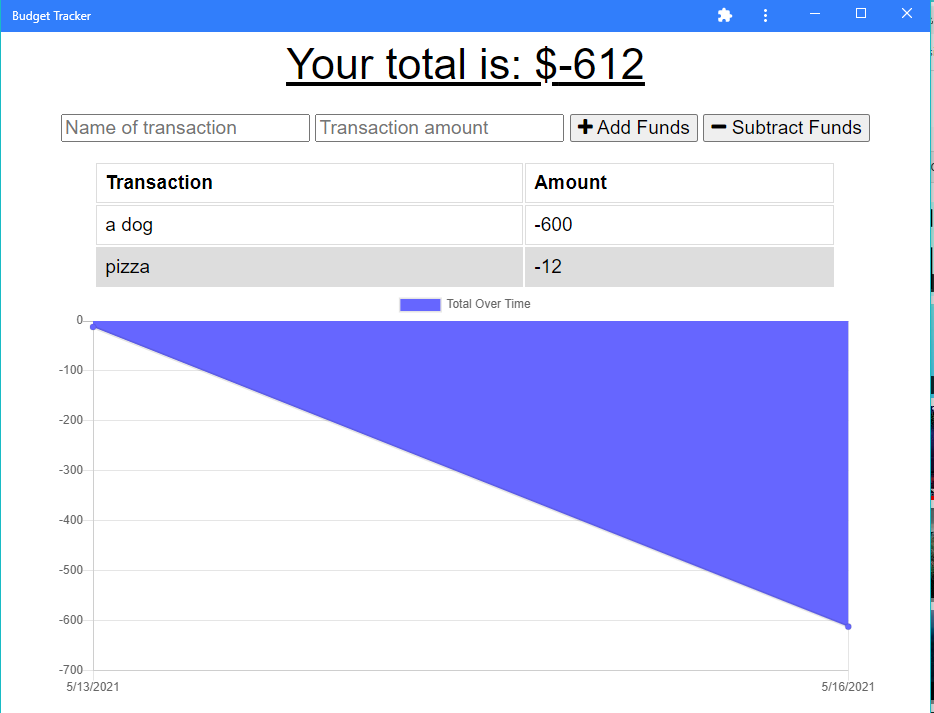 Budget Tracker
Your total is: $-612
Name of transaction Transaction amount Add Funds Subtract Funds
Transaction Amount
a dog -600
pizza -12
Total Over Time
0
-100
-200
-300
-400
-500
-600
-700
5/13/2021 5/16/2021